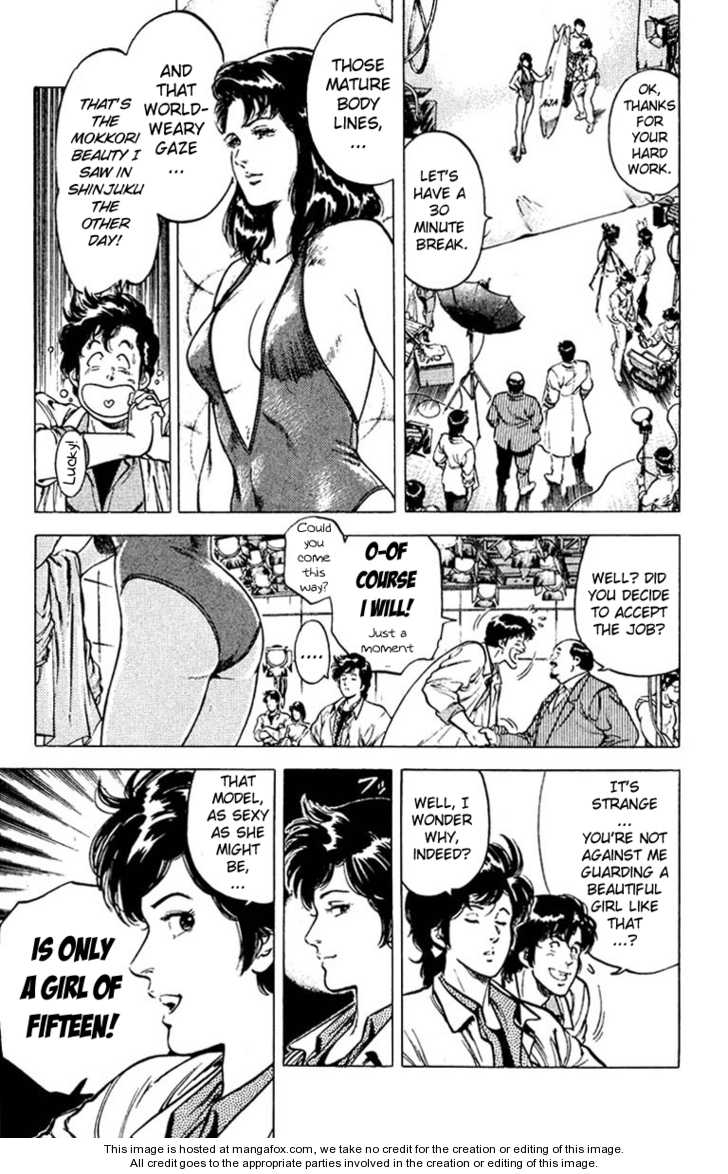 OK,
THANKS
FOR
YOUR
HARD
WORK.
LET'S
HAVE A
30
MINUTE
BREAK.
THOSE
MATURE
BODY
LINES,
...
AND
THAT
WORLD-
WEARY
GAZE
...
THAT'S
THE
MOKKORI
BEAUTY I
SAW IN
SHINJUKU
THE
OTHER
DAY!
Lucky!
WELL? DID
YOU DECIDE
TO ACCEPT
THE JOB?
O-OF
COURSE
I WILL!
Just a
moment
Could
you
come
this
way?
....
IT'S
STRANGE
...
YOU'RE NOT
AGAINST ME
GUARDING A
BEAUTIFUL
GIRL LIKE
THAT
...?
WELL, I
WONDER
WHY,
INDEED?
フッ
THAT
MODEL,
AS SEXY
AS SHE
MIGHT
BE,
...
IS ONLY
A GIRL OF
FIFTEEN!
This image is hosted at mangafox.com, we take no credit for the creation or editing of this image.
All credit goes to the appropriate parties involved in the creation or editing of this image.